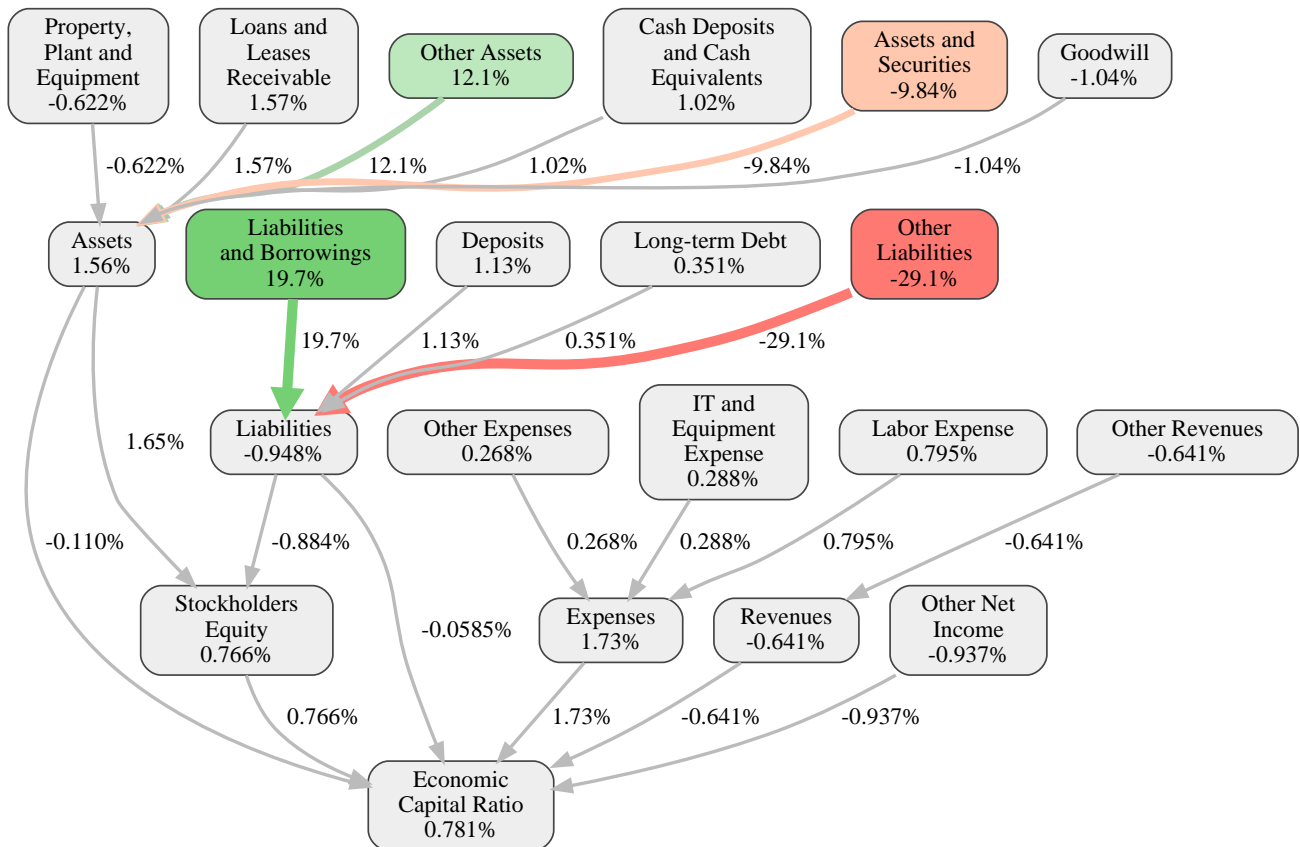 Property,
Plant and
Equipment
-0.622%
Loans and
Leases
Receivable
1.57%
Other Assets
12.1%
Cash Deposits
and Cash
Equivalents
1.02%
Assets and
Securities
-9.84%
Goodwill
-1.04%
-0.622%
1.57%
12.1%
1.02%
-9.84%
-1.04%
Assets
1.56%
Liabilities
and Borrowings
19.7%
Deposits
1.13%
Long-term Debt
0.351%
Other
Liabilities
-29.1%
19.7%
1.13%
0.351%
-29.1%
1.65%
Liabilities
-0.948%
Other Expenses
0.268%
IT and
Equipment
Expense
0.288%
Labor Expense
0.795%
Other Revenues
-0.641%
-0.110%
-0.884%
0.268%
0.288%
0.795%
-0.641%
Stockholders
Equity
0.766%
-0.0585%
Expenses
1.73%
Revenues
-0.641%
Other Net
Income
-0.937%
0.766%
1.73%
-0.641%
-0.937%
Economic
Capital Ratio
0.781%